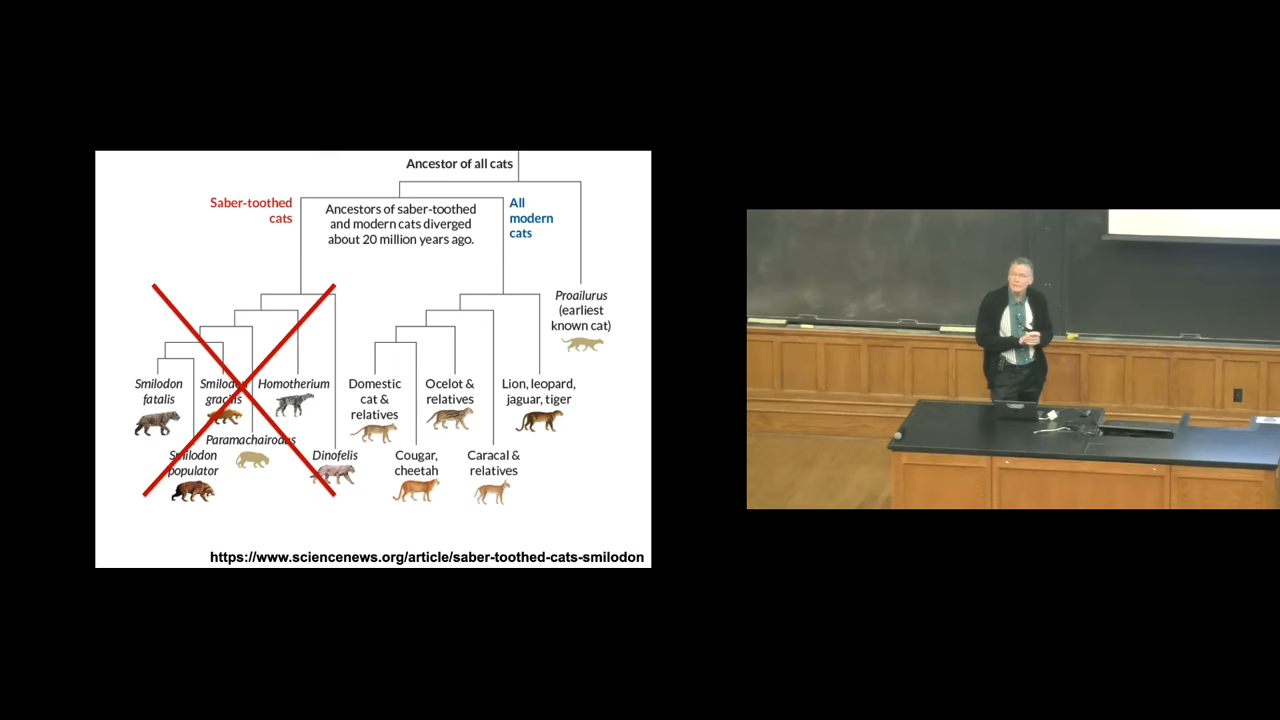 Ancestor of all cats
Saber-toothed
cats
Ancestors of saber-toothed
and modern cats diverged
about 20 million years ago.
All
modern
cats
Proailurus
(earliest
known cat)
Smilodon
fatalis
Smilodon
gracilis
Homotherium
Domestic
cat &
relatives
Ocelot &
relatives
Lion, leopard,
jaguar, tiger
Paramachairodus
Smilodon
populator
Dinofelis
Cougar,
cheetah
Caracal &
relatives
https://www.sciencenews.org/article/saber-toothed-cats-smilodon